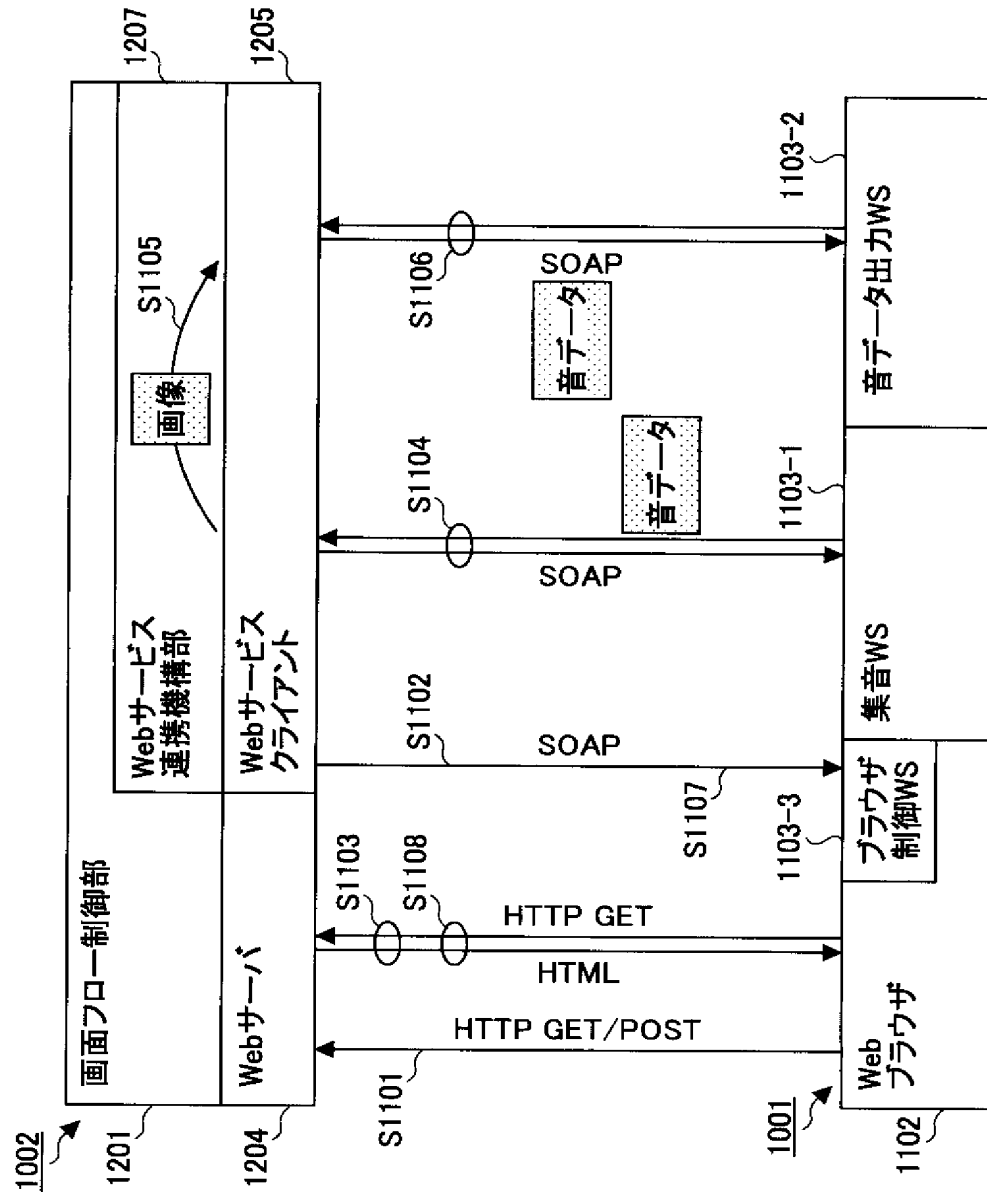 1002
1201
画面フロー制御部
1207
Webサービス
連携機構部
画像
S1105
1204
Webサーバ
1205
Webサービス
クライアント
S1101
HTTP GET/POST
S1103
S1108
HTTP GET
HTML
S1102
SOAP
S1107
S1104
SOAP
音データ
音データ
S1106
SOAP
1001
1102
Web
ブラウザ
1103-3
ブラウザ
制御WS
1103-1
集音WS
1103-2
音データ出力WS